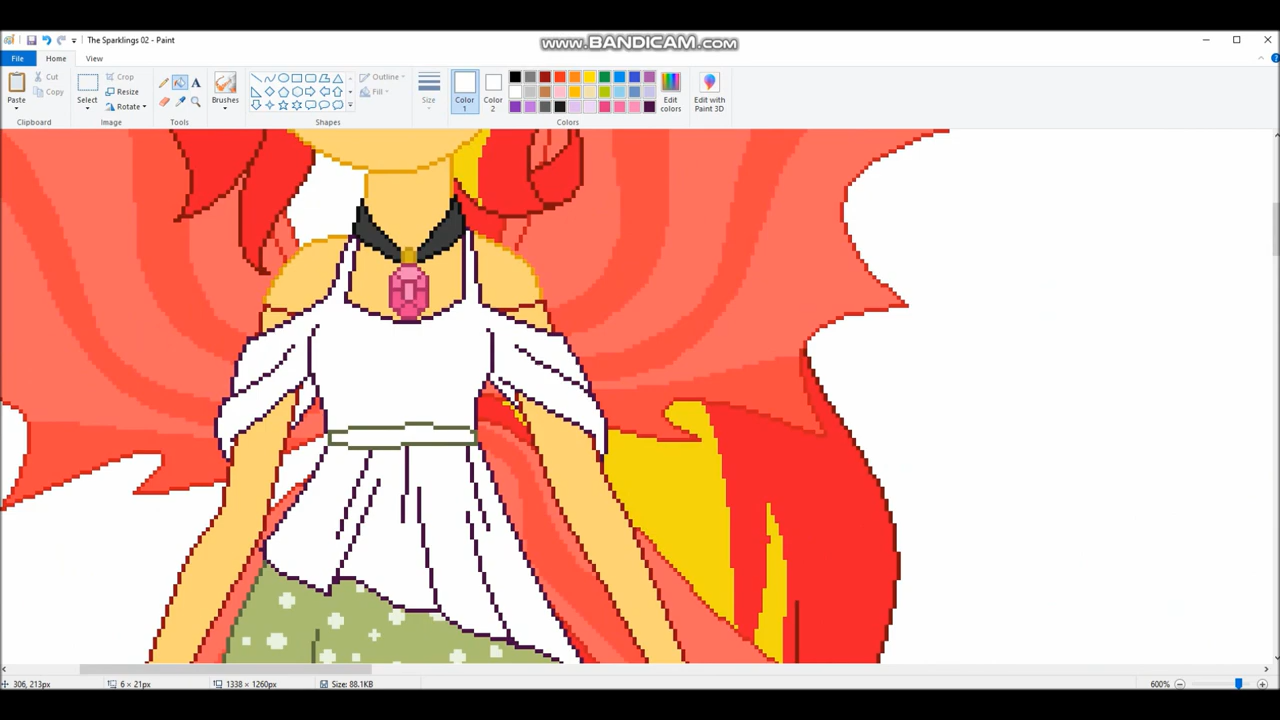 www.BANDICAM.com
The Sparklings 02 - Paint
File Home View
Cut Crop Outline
Copy Resize Fill Edit with
Paste Select Rotate Brushes Size Color 1 Color 2 Edit colors Paint 3D
A
Clipboard Image Tools Shapes Colors
306, 213px 6 × 21px 1338 × 1260px Size: 88.1KB 600%